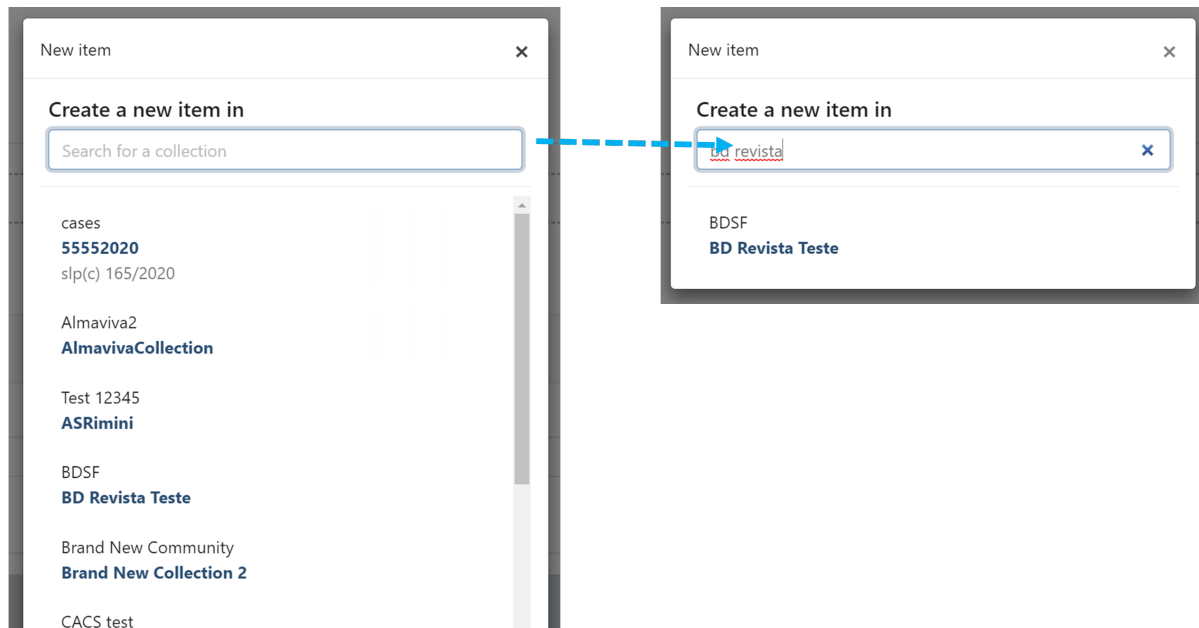 New item
Create a new item in
Search for a collection
cases
55552020
slp(c) 165/2020
Almaviva2
AlmavivaCollection
Test 12345
ASRimini
BDSF
BD Revista Teste
Brand New Community
Brand New Collection 2
CACS test
New item
Create a new item in
bd revista
BDSF
BD Revista Teste